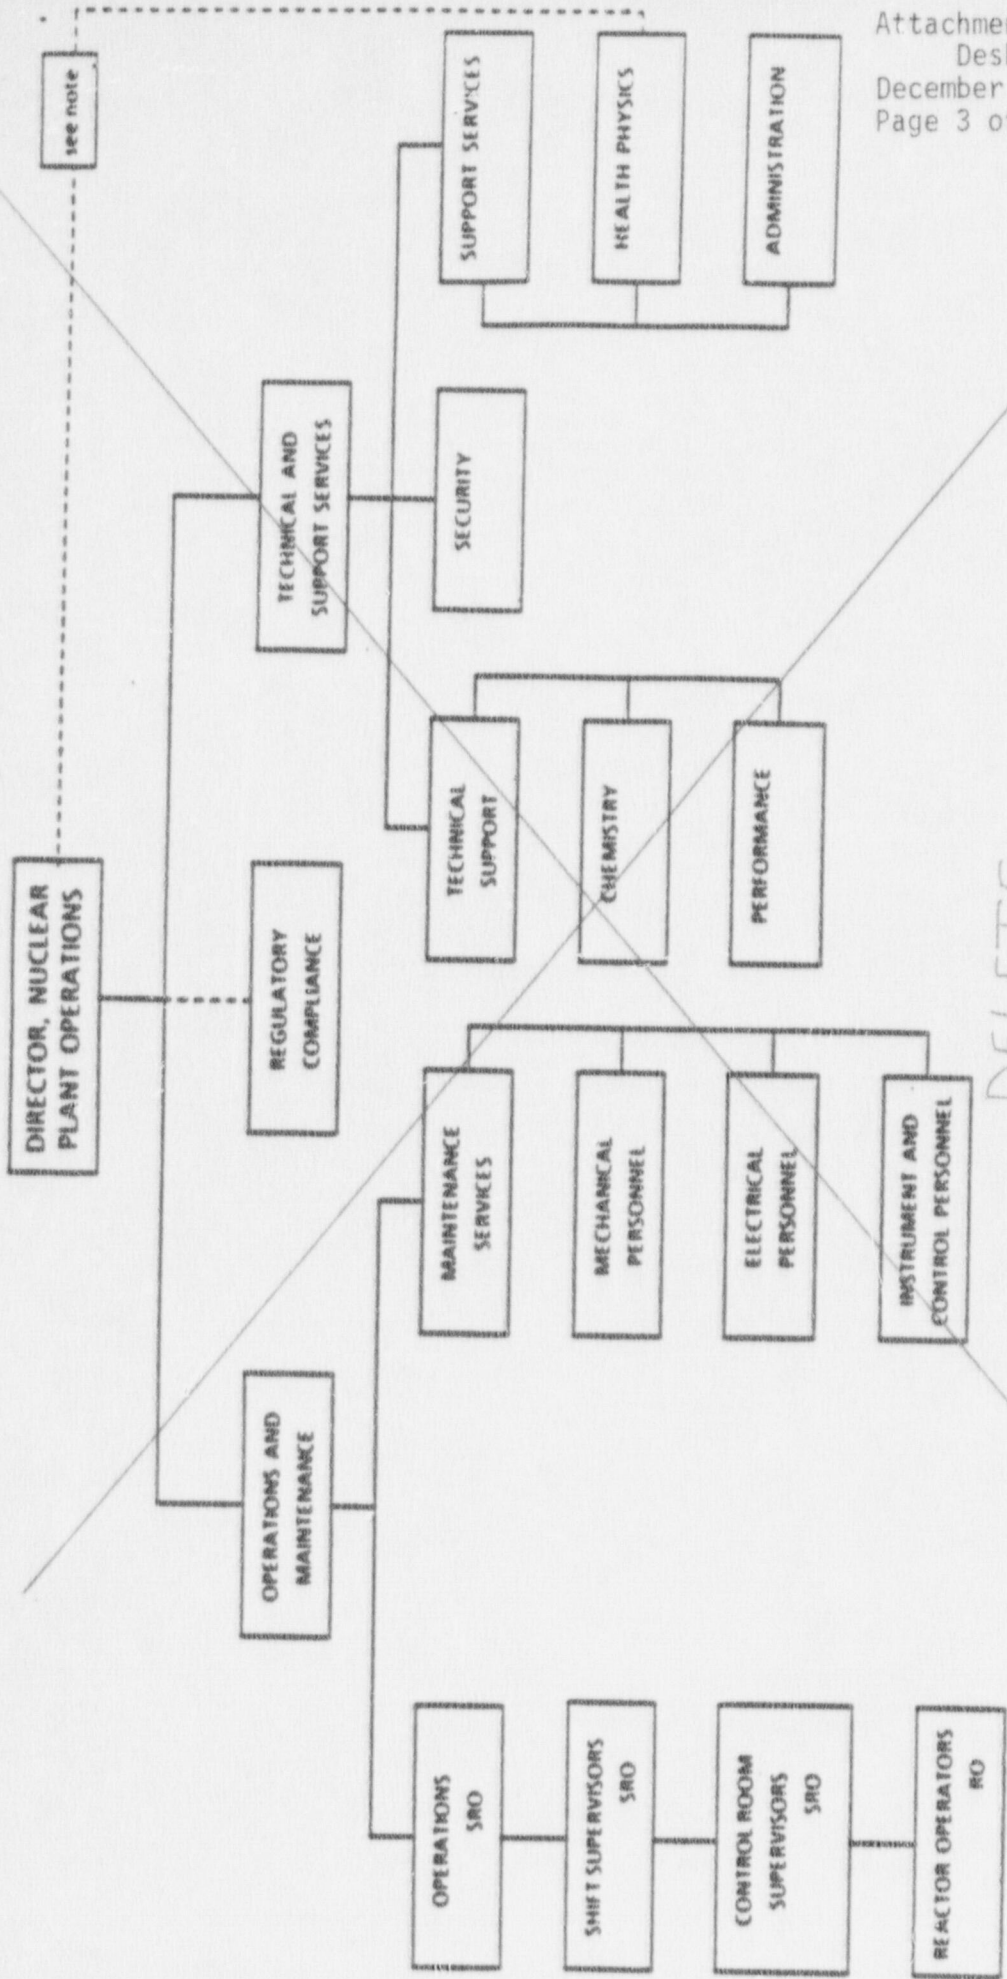 Attachme
Des
December
Page 3 o
DIRECTOR, NUCLEAR
PLANT OPERATIONS
see note
OPERATIONS AND
MAINTENANCE
REGULATORY
COMPLIANCE
TECHNICAL AND
SUPPORT SERVICES
OPERATIONS
SRO
SHIFT SUPERVISORS
SRO
CONTROL ROOM
SUPERVISORS
SRO
REACTOR OPERATORS
RO
MAINTENANCE
SERVICES
MECHANICAL
PERSONNEL
ELECTRICAL
PERSONNEL
INSTRUMENT AND
CONTROL PERSONNEL
TECHNICAL
SUPPORT
CHEMISTRY
PERFORMANCE
SECURITY
SUPPORT SERVICES
HEALTH PHYSICS
ADMINISTRATION